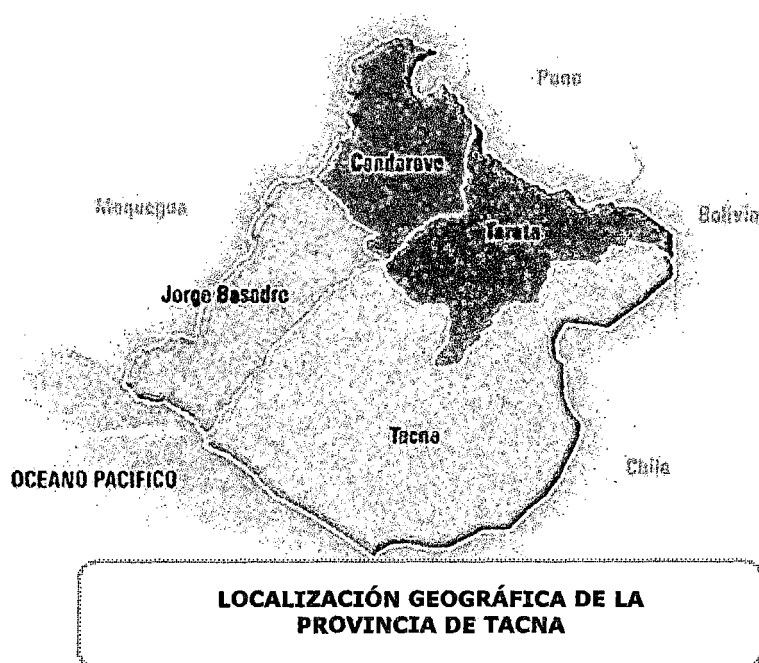 Puno
Candarave
Moquegua
Bolivia
Tarata
Jorge Basadre
Tacna
Chile
OCEANO PACIFICO
LOCALIZACIÓN GEOGRÁFICA DE LA
PROVINCIA DE TACNA